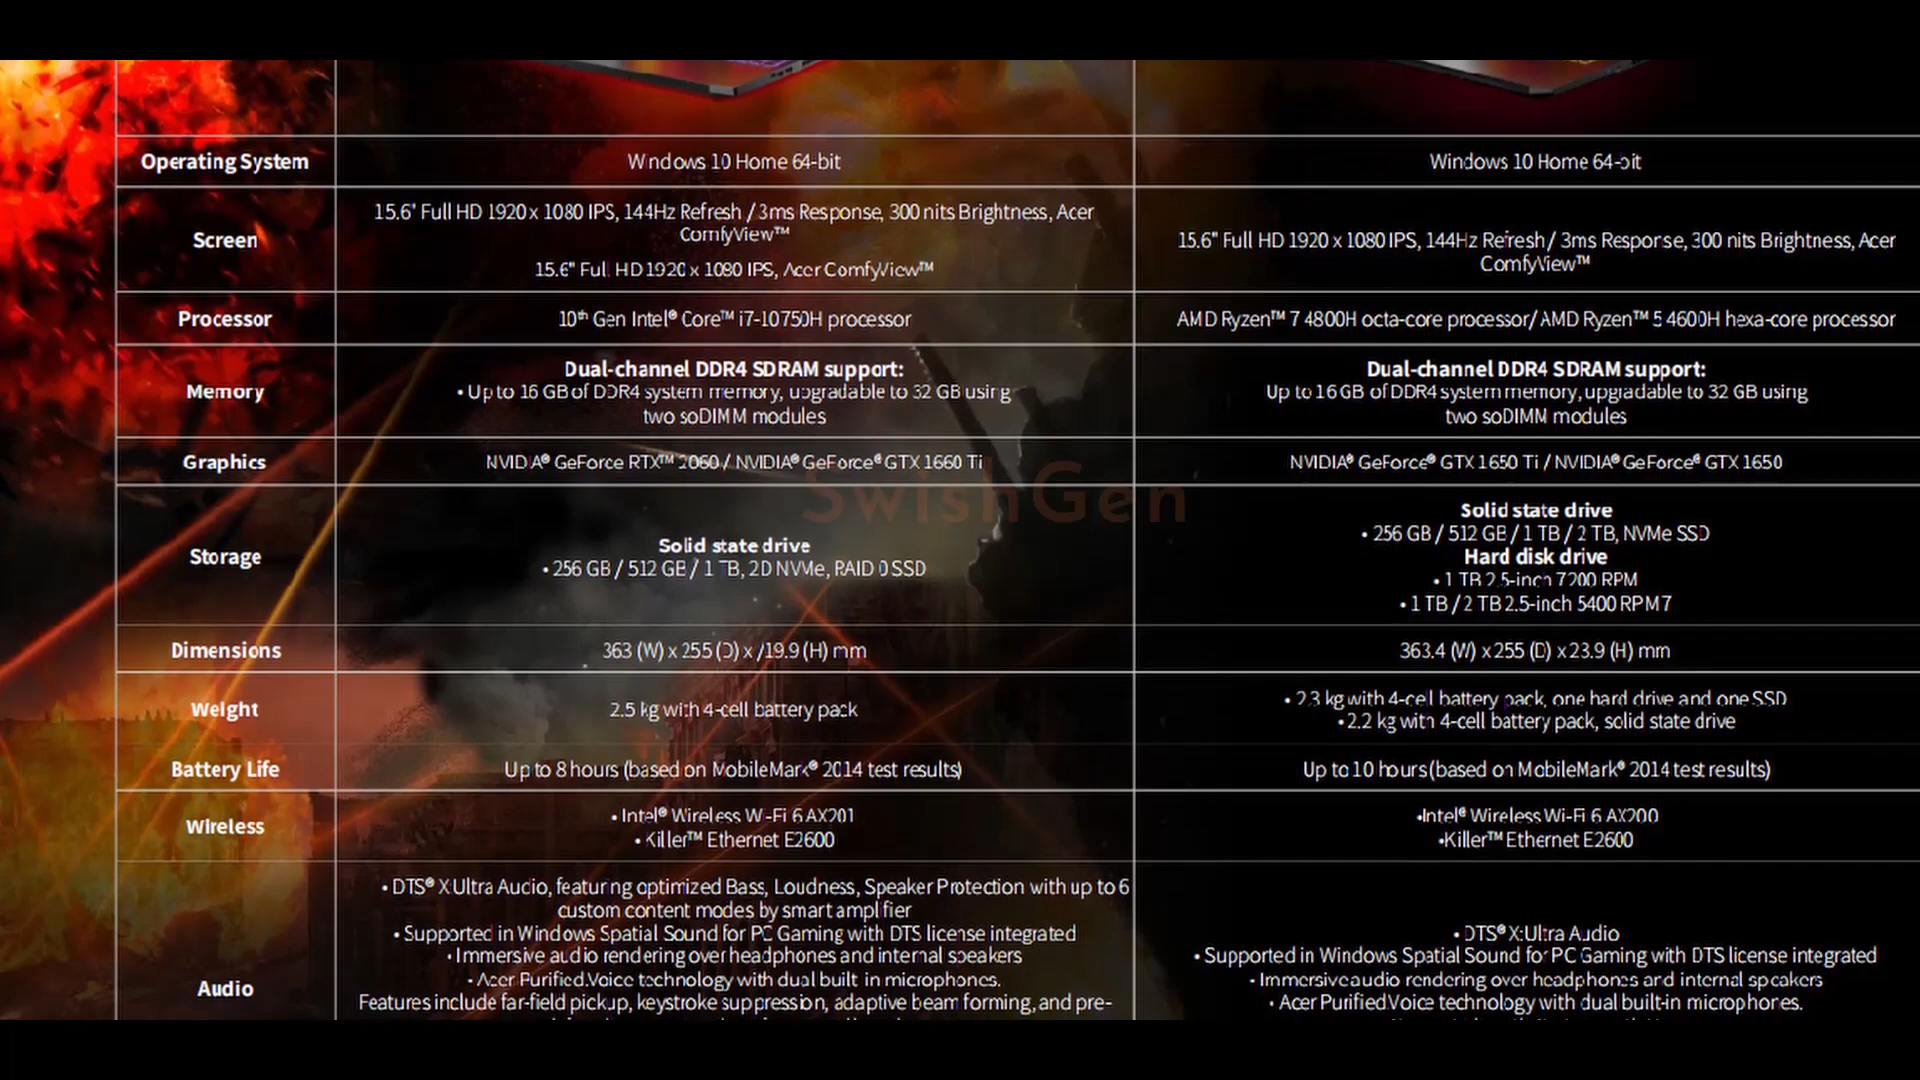 Operating System
Windows 10 Home 64-bit
Windows 10 Home 64-bit
Screen
15.6" Full HD 1920 x 1080 IPS, 144Hz Refresh / 3ms Response, 300 nits Brightness, Acer
ComfyView™
15.6" Full HD 1920 x 1080 IPS, Acer ComfyView™
15.6" Full HD 1920 x 1080 IPS, 144Hz Refresh / 3ms Response, 300 nits Brightness, Acer
ComfyView™
Processor
10th Gen Intel® Core™ i7-10750H processor
AMD Ryzen™ 7 4800H octa-core processor/ AMD Ryzen™ 5 4600H hexa-core processor
Memory
Dual-channel DDR4 SDRAM support:
• Up to 16 GB of DDR4 system memory, upgradable to 32 GB using
two soDIMM modules
Dual-channel DDR4 SDRAM support:
Up to 16 GB of DDR4 system memory, upgradable to 32 GB using
two soDIMM modules
Graphics
NVIDIA® GeForce RTX™ 2060 / NVIDIA® GeForce® GTX 1660 Ti
NVIDIA® GeForce® GTX 1650 Ti / NVIDIA® GeForce® GTX 1650
SwishGen
Storage
Solid state drive
• 256 GB / 512 GB / 1 TB, 2D NVMe, RAID 0 SSD
Solid state drive
• 256 GB / 512 GB / 1 TB / 2 TB, NVMe SSD
Hard disk drive
• 1 TB 2.5-inch 7200 RPM
• 1 TB / 2 TB 2.5-inch 5400 RPM7
Dimensions
363 (W) x 255 (D) x /19.9 (H) mm
363.4 (W) x 255 (D) x 23.9 (H) mm
Weight
2.5 kg with 4-cell battery pack
• 2.3 kg with 4-cell battery pack, one hard drive and one SSD
• 2.2 kg with 4-cell battery pack, solid state drive
Battery Life
Up to 8 hours (based on MobileMark® 2014 test results)
Up to 10 hours (based on MobileMark® 2014 test results)
Wireless
• Intel® Wireless Wi-Fi 6 AX201
• Killer™ Ethernet E2600
•Intel® Wireless Wi-Fi 6 AX200
•Killer™ Ethernet E2600
Audio
• DTS® X:Ultra Audio, featuring optimized Bass, Loudness, Speaker Protection with up to 6
custom content modes by smart amplifier
• Supported in Windows Spatial Sound for PC Gaming with DTS license integrated
• Immersive audio rendering over headphones and internal speakers
• Acer Purified.Voice technology with dual built-in microphones.
Features include far-field pickup, keystroke suppression, adaptive beam forming, and pre-
• DTS® X:Ultra Audio
• Supported in Windows Spatial Sound for PC Gaming with DTS license integrated
• Immersive audio rendering over headphones and internal speakers
• Acer Purified.Voice technology with dual built-in microphones.